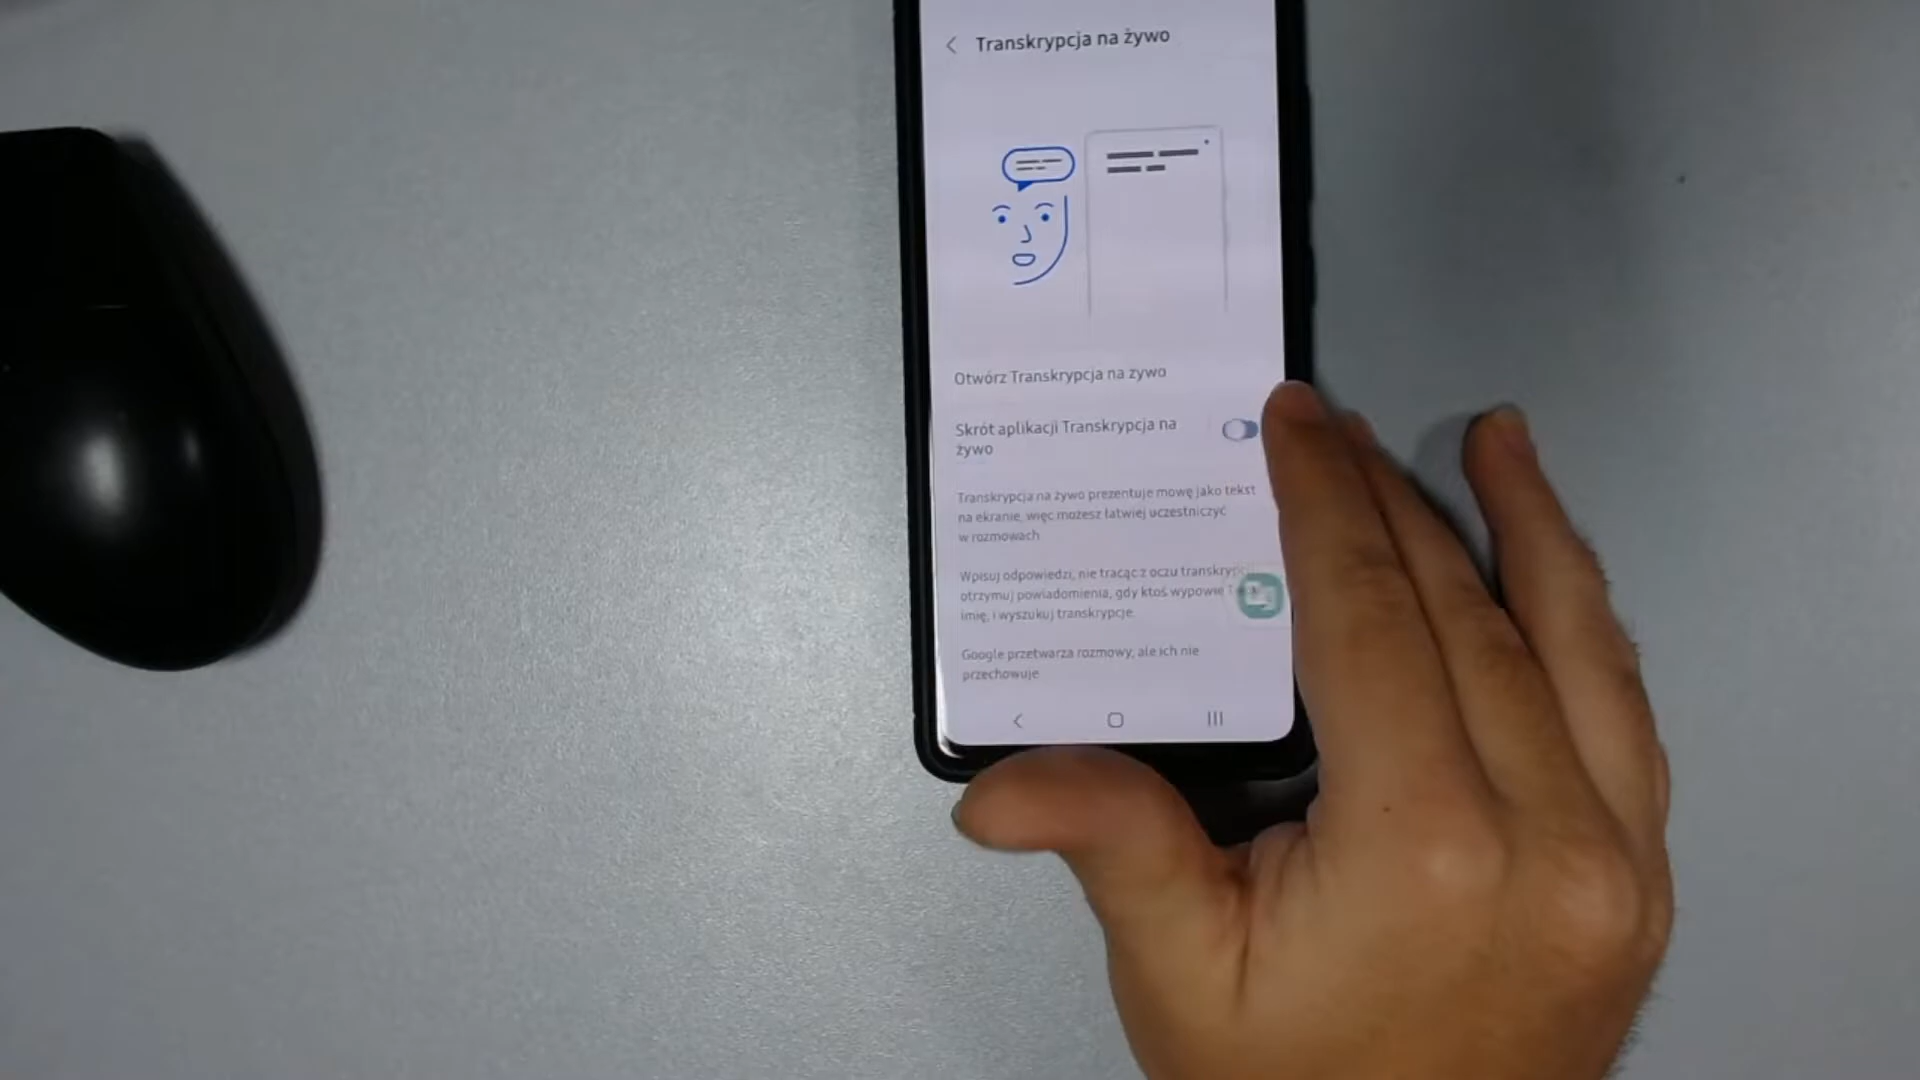 Transkrypcja na żywo
Otwórz Transkrypcja na zywo
Skrót aplikacji Transkrypcja na
żywo
Transkrypcja na żywo prezentuje mowę jako tekst
na ekranie, więc możesz łatwiej uczestniczyć
w rozmowach
Wpisuj odpowiedzi, nie tracąc z oczu
otrzymuj powiadomienia, gdy ktoś wypowie
imię, i wyszukuj transkrypcje.
Google przetwarza rozmowy, ale ich nie
przechowuje